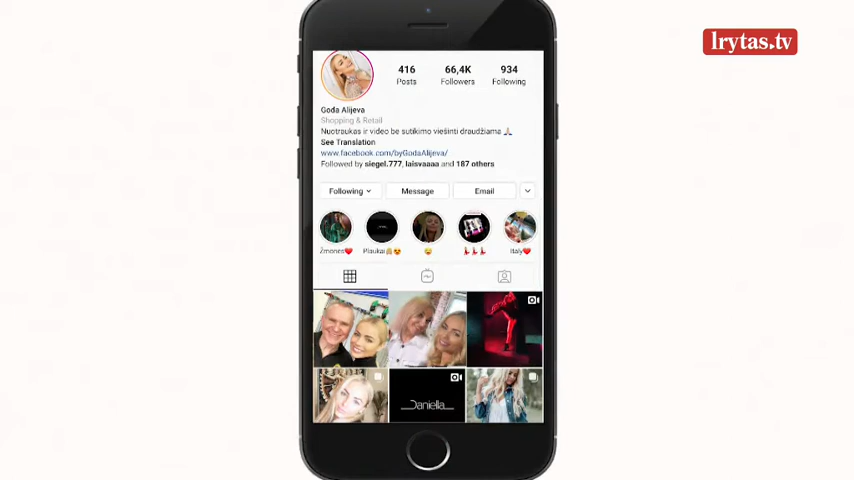 lrytas.tv
416 66,4K 934
Posts Followers Following
Goda Alijeva
Shopping & Retail
Nuotraukas ir video be sutikimo viešinti draudžiama 🙏🏻
See Translation
www.facebook.com/byGodaAlijeva/
Followed by siegel.777, laisvaaaa and 187 others
Following Message Email
Žmonės❤️ Plaukai🙈😍 😌 💃💃💃 Italy❤️
Daniella